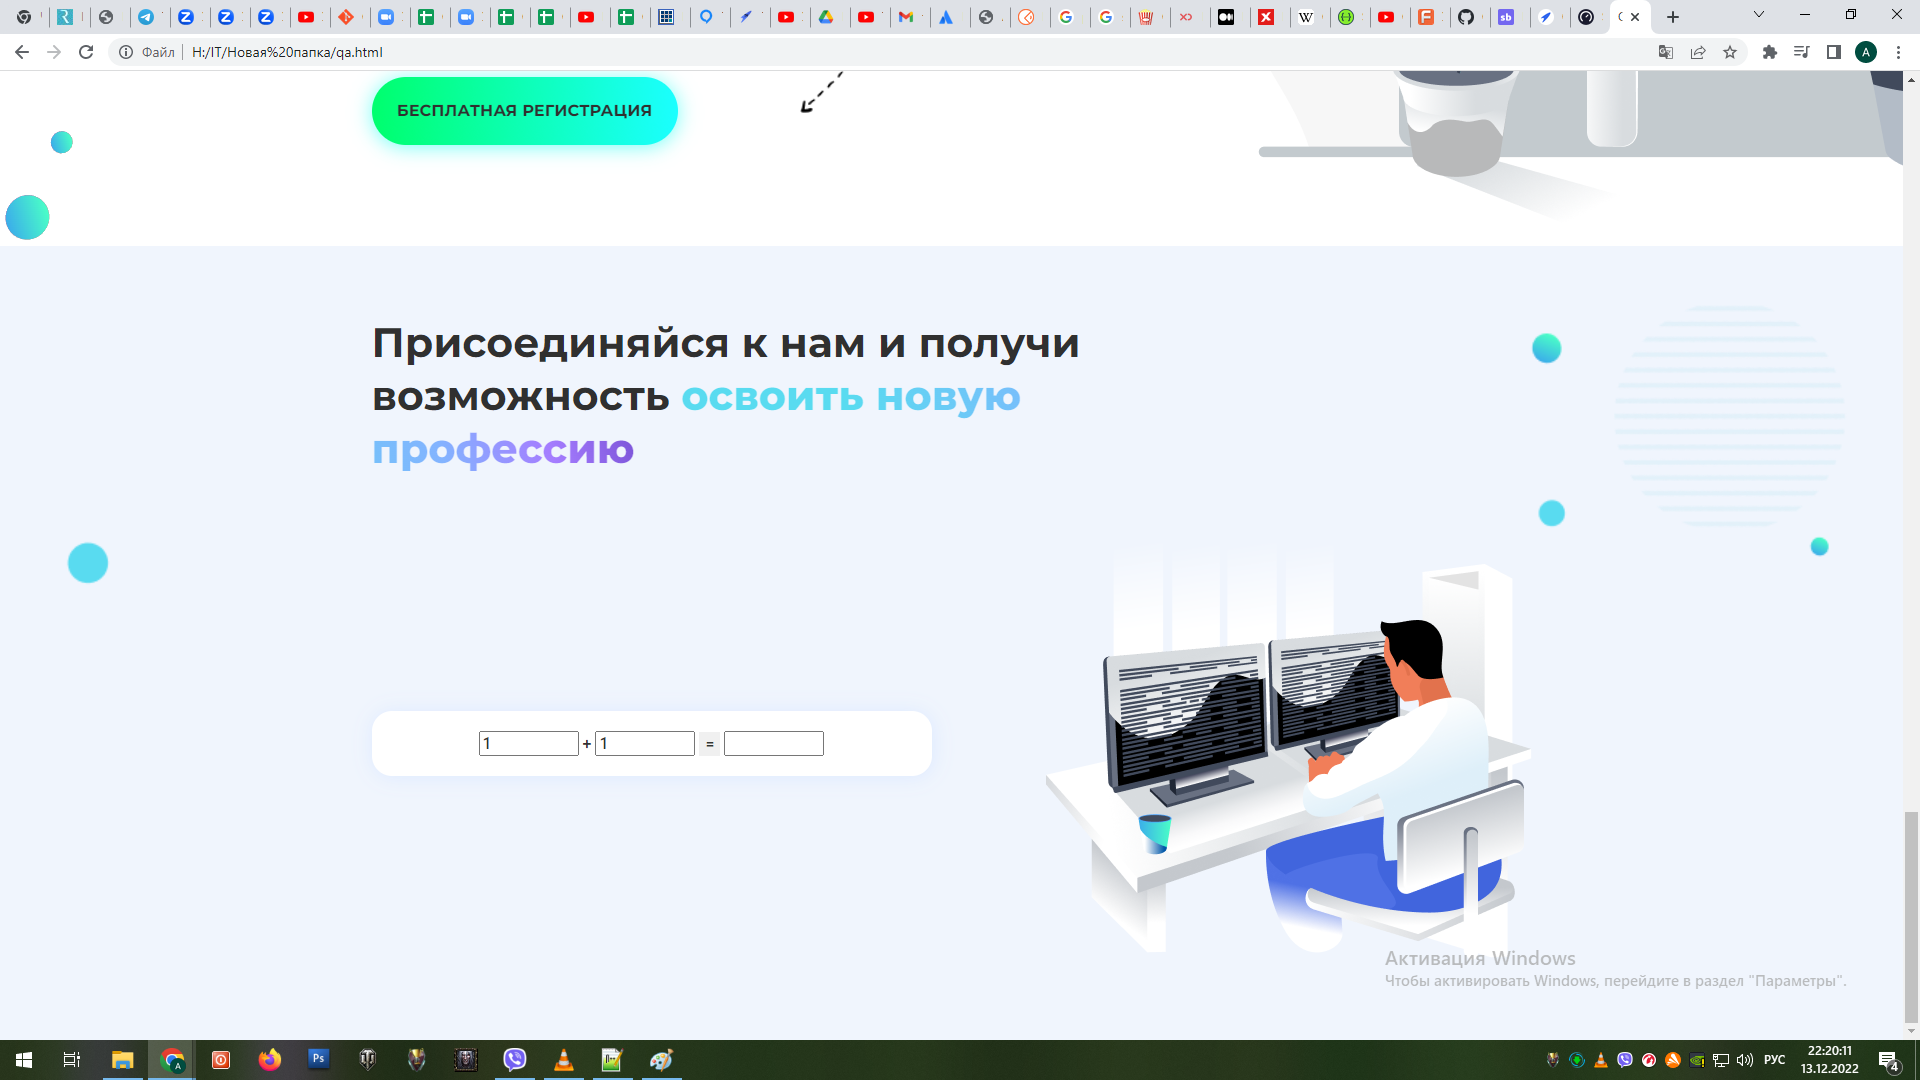 Файл
H:/IT/Новая%20папка/qa.html
A
БЕСПЛАТНАЯ РЕГИСТРАЦИЯ
Присоединяйся к нам и получи
возможность освоить новую
профессию
1 + 1 =
Активация Windows
Чтобы активировать Windows, перейдите в раздел "Параметры".
РУС
22:20:11
13.12.2022
4